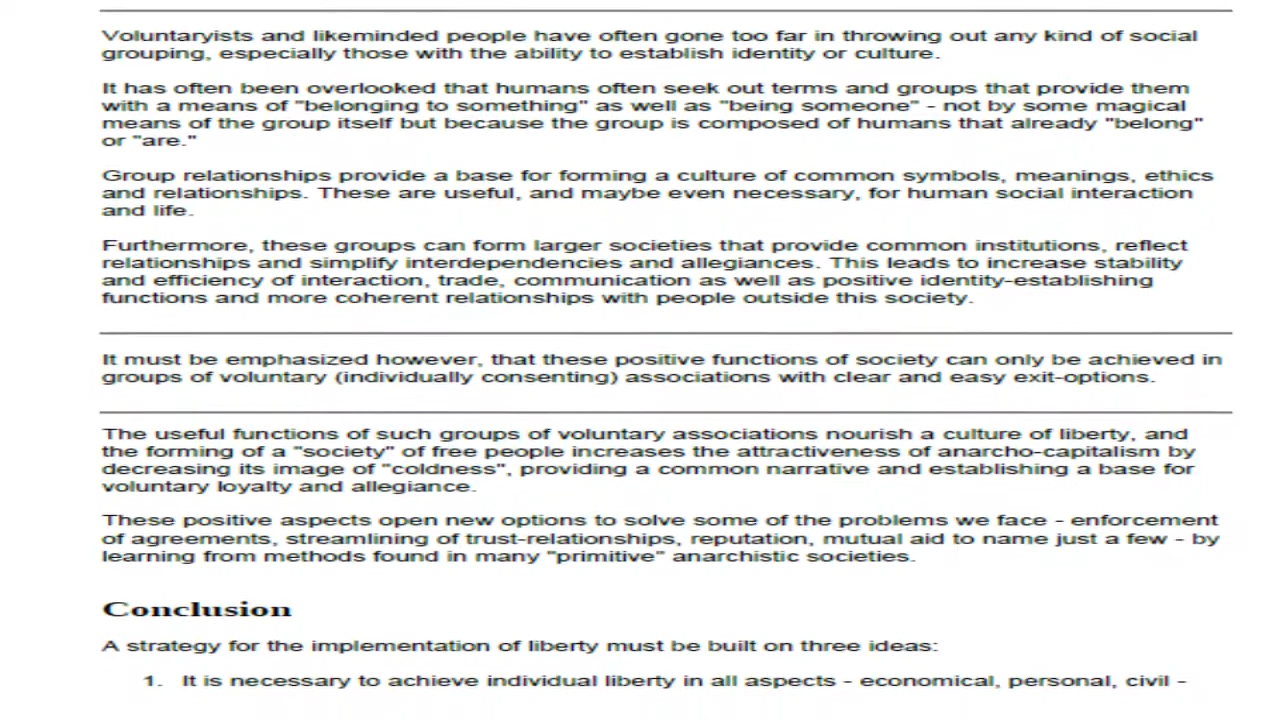 Voluntaryists and likeminded people have often gone too far in throwing out any kind of social
grouping, especially those with the ability to establish identity or culture.
It has often been overlooked that humans often seek out terms and groups that provide them
with a means of "belonging to something" as well as "being someone" - not by some magical
means of the group itself but because the group is composed of humans that already "belong"
or "are."
Group relationships provide a base for forming a culture of common symbols, meanings, ethics
and relationships. These are useful, and maybe even necessary, for human social interaction
and life.
Furthermore, these groups can form larger societies that provide common institutions, reflect
relationships and simplify interdependencies and allegiances. This leads to increase stability
and efficiency of interaction, trade, communication as well as positive identity-establishing
functions and more coherent relationships with people outside this society.
It must be emphasized however, that these positive functions of society can only be achieved in
groups of voluntary (individually consenting) associations with clear and easy exit-options.
The useful functions of such groups of voluntary associations nourish a culture of liberty, and
the forming of a "society" of free people increases the attractiveness of anarcho-capitalism by
decreasing its image of "coldness", providing a common narrative and establishing a base for
voluntary loyalty and allegiance.
These positive aspects open new options to solve some of the problems we face - enforcement
of agreements, streamlining of trust-relationships, reputation, mutual aid to name just a few - by
learning from methods found in many "primitive" anarchistic societies.
Conclusion
A strategy for the implementation of liberty must be built on three ideas:
1. It is necessary to achieve individual liberty in all aspects - economical, personal, civil -